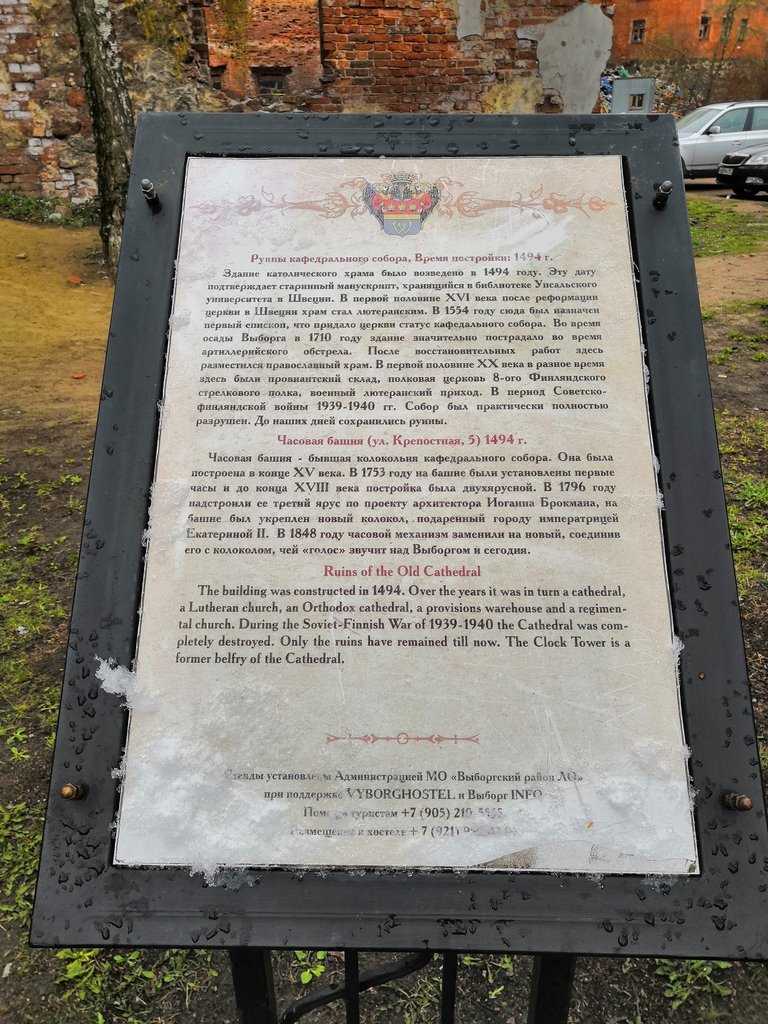 Руины кафедрального собора, Время постройки: 1494 г.
Здание католического храма было возведено в 1494 году. Эту дату
подтверждает старинный манускрипт, хранящийся в библиотеке Упсальского
университета в Швеции. В первой половине XVI века после реформации
церкви в Швеции храм стал лютеранским. В 1554 году сюда был назначен
первый епископ, что придало церкви статус кафедального собора. Во время
осады Выборга в 1710 году здание значительно пострадало во время
артиллерийского обстрела. После восстановительных работ здесь
разместился православный храм. В первой половине XX века в разное время
здесь были провиантский склад, полковая церковь 8-ого Финляндского
стрелкового полка, военный лютеранский приход. В период Советско-
финляндской войны 1939-1940 гг. Собор был практически полностью
разрушен. До наших дней сохранились руины.
Часовая башня (ул. Крепостная, 5) 1494 г.
Часовая башня - бывшая колокольня кафедрального собора. Она была
построена в конце XV века. В 1753 году на башне были установлены первые
часы и до конца XVIII века постройка была двухярусной. В 1796 году
надстроили ее третий ярус по проекту архитектора Иоганна Брокмана, на
башне был укреплен новый колокол, подаренный городу императрицей
Екатериной II. В 1848 году часовой механизм заменили на новый, соединив
его с колоколом, чей «голос» звучит над Выборгом и сегодня.
Ruins of the Old Cathedral
The building was constructed in 1494. Over the years it was in turn a cathedral,
a Lutheran church, an Orthodox cathedral, a provisions warehouse and a regimen-
tal church. During the Soviet-Finnish War of 1939-1940 the Cathedral was com-
pletely destroyed. Only the ruins have remained till now. The Clock Tower is a
former belfry of the Cathedral.
Стенды установлены Администрацией МО «Выборгский район ЛО»
при поддержке VYBORGHOSTEL и Выборг INFO
Помощь туристам +7 (905) 210
Размещение в хостеле + 7 (921)